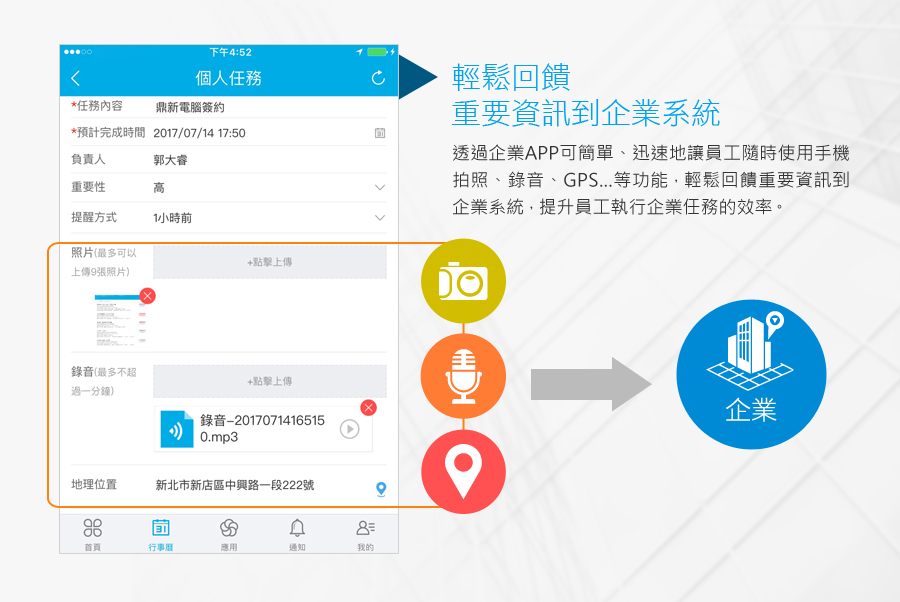 下午4:52
個人任務
*任務內容 鼎新電腦簽約
*預計完成時間 2017/07/14 17:50
負責人 郭大睿
重要性 高
提醒方式 1小時前
照片(最多可以
上傳9張照片)
+點擊上傳
錄音(最多不超
過一分鐘)
+點擊上傳
錄音-2017071416515
0.mp3
地理位置 新北市新店區中興路一段222號
首頁 行事曆 應用 通知 我的
31
輕鬆回饋
重要資訊到企業系統
透過企業APP可簡單、迅速地讓員工隨時使用手機
拍照、錄音、GPS...等功能，輕鬆回饋重要資訊到
企業系統，提升員工執行企業任務的效率。
企業